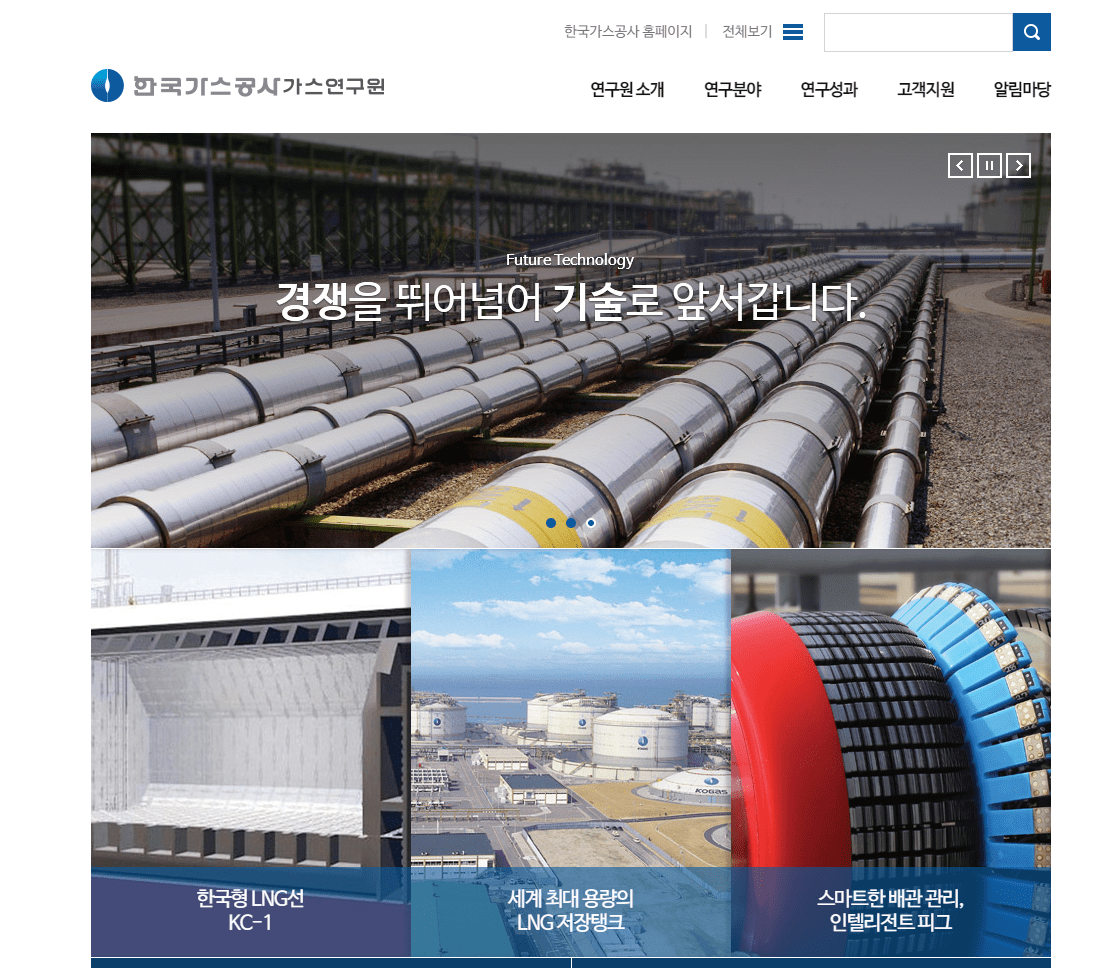 한국가스공사 홈페이지 | 전체보기
한국가스공사 가스연구원
연구원 소개 연구분야 연구성과 고객지원 알림마당
Future Technology
경쟁을 뛰어넘어 기술로 앞서갑니다.
KOGAS
한국형 LNG선
KC-1
세계 최대 용량의
LNG 저장탱크
스마트한 배관 관리,
인텔리전트 피그